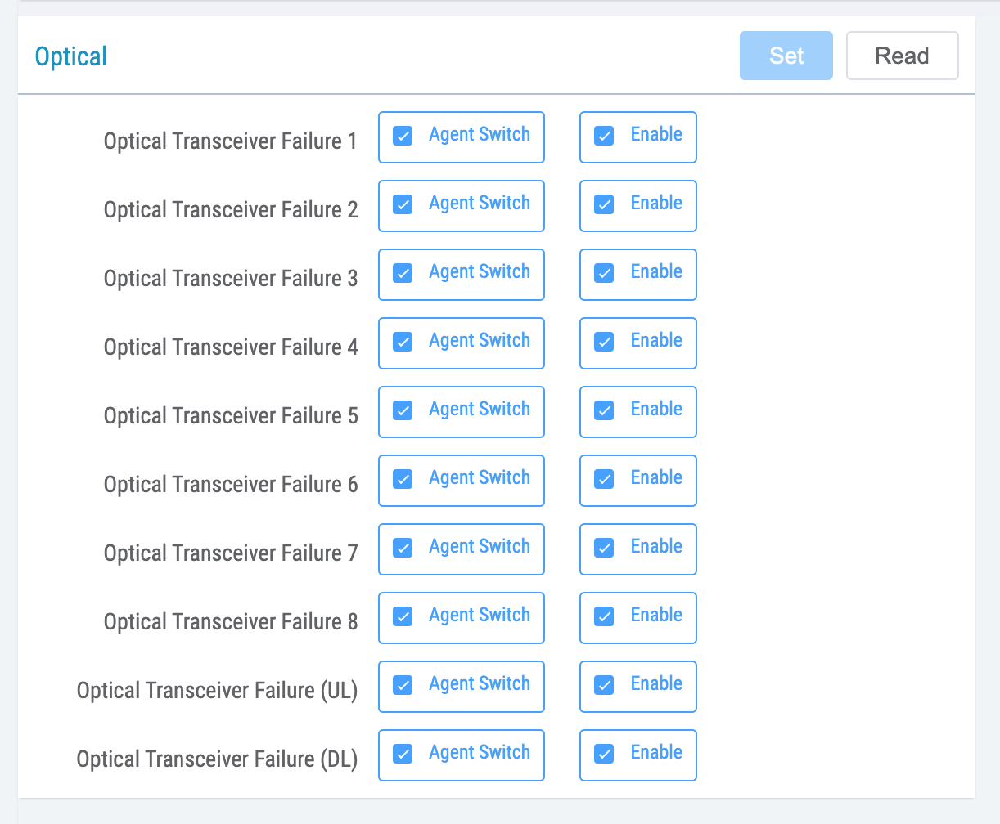 Optical Set Read
Optical Transceiver Failure 1 Agent Switch Enable
Optical Transceiver Failure 2 Agent Switch Enable
Optical Transceiver Failure 3 Agent Switch Enable
Optical Transceiver Failure 4 Agent Switch Enable
Optical Transceiver Failure 5 Agent Switch Enable
Optical Transceiver Failure 6 Agent Switch Enable
Optical Transceiver Failure 7 Agent Switch Enable
Optical Transceiver Failure 8 Agent Switch Enable
Optical Transceiver Failure (UL) Agent Switch Enable
Optical Transceiver Failure (DL) Agent Switch Enable